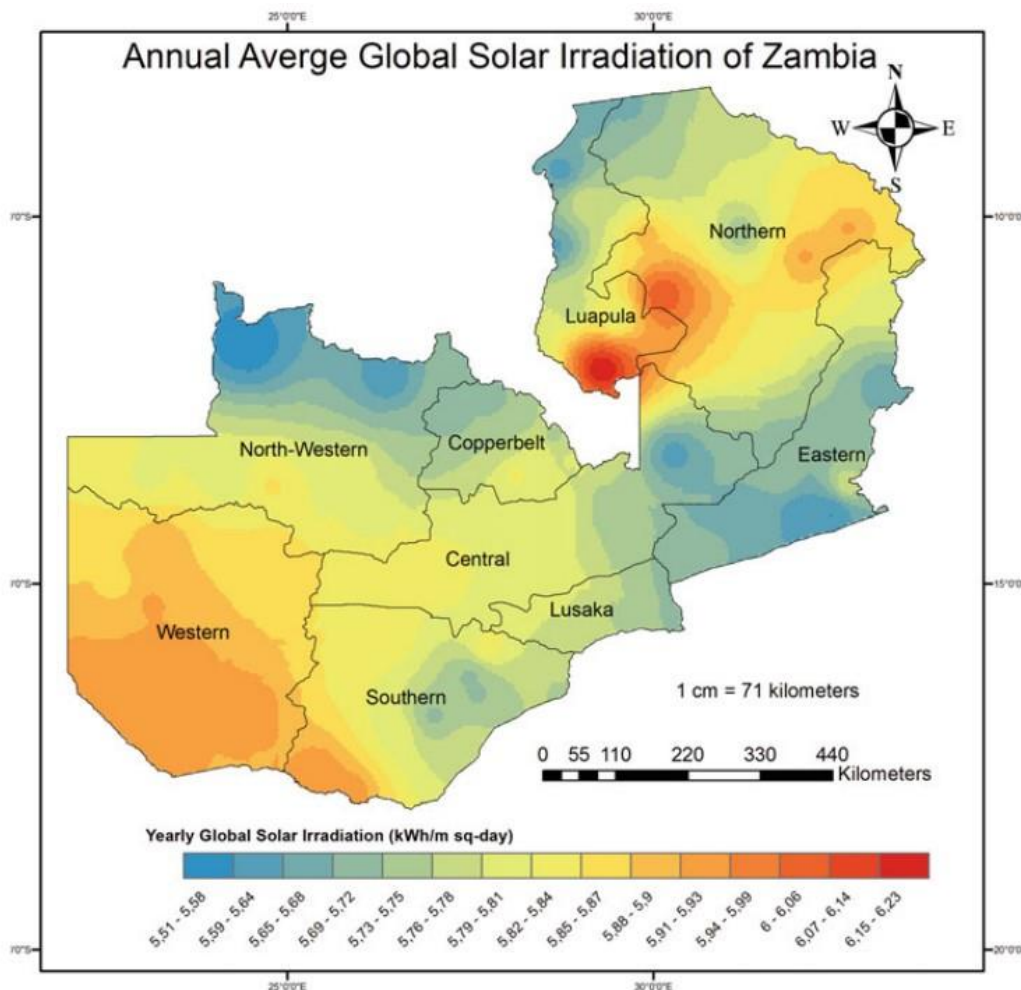 25°0'0"E 30°0'0"E
Annual Averge Global Solar Irradiation of Zambia
N
W E
S
10°0'0"S
Northern
Luapula
Copperbelt
North-Western
Eastern
Central
15°0'0"S
Lusaka
Western
Southern
1 cm = 71 kilometers
0 55 110 220 330 440
Kilometers
Yearly Global Solar Irradiation (kWh/m sq-day)
5,51 - 5,58
5,59 - 5,64
5,65 - 5,68
5,69 - 5,72
5,73 - 5,75
5,76 - 5,78
5,79 - 5,81
5,82 - 5,84
5,85 - 5,87
5,88 - 5,9
5,91 - 5,93
5,94 - 5,99
6 - 6,06
6,07 - 6,14
6,15 - 6,23
20°0'0"S
25°0'0"E 30°0'0"E